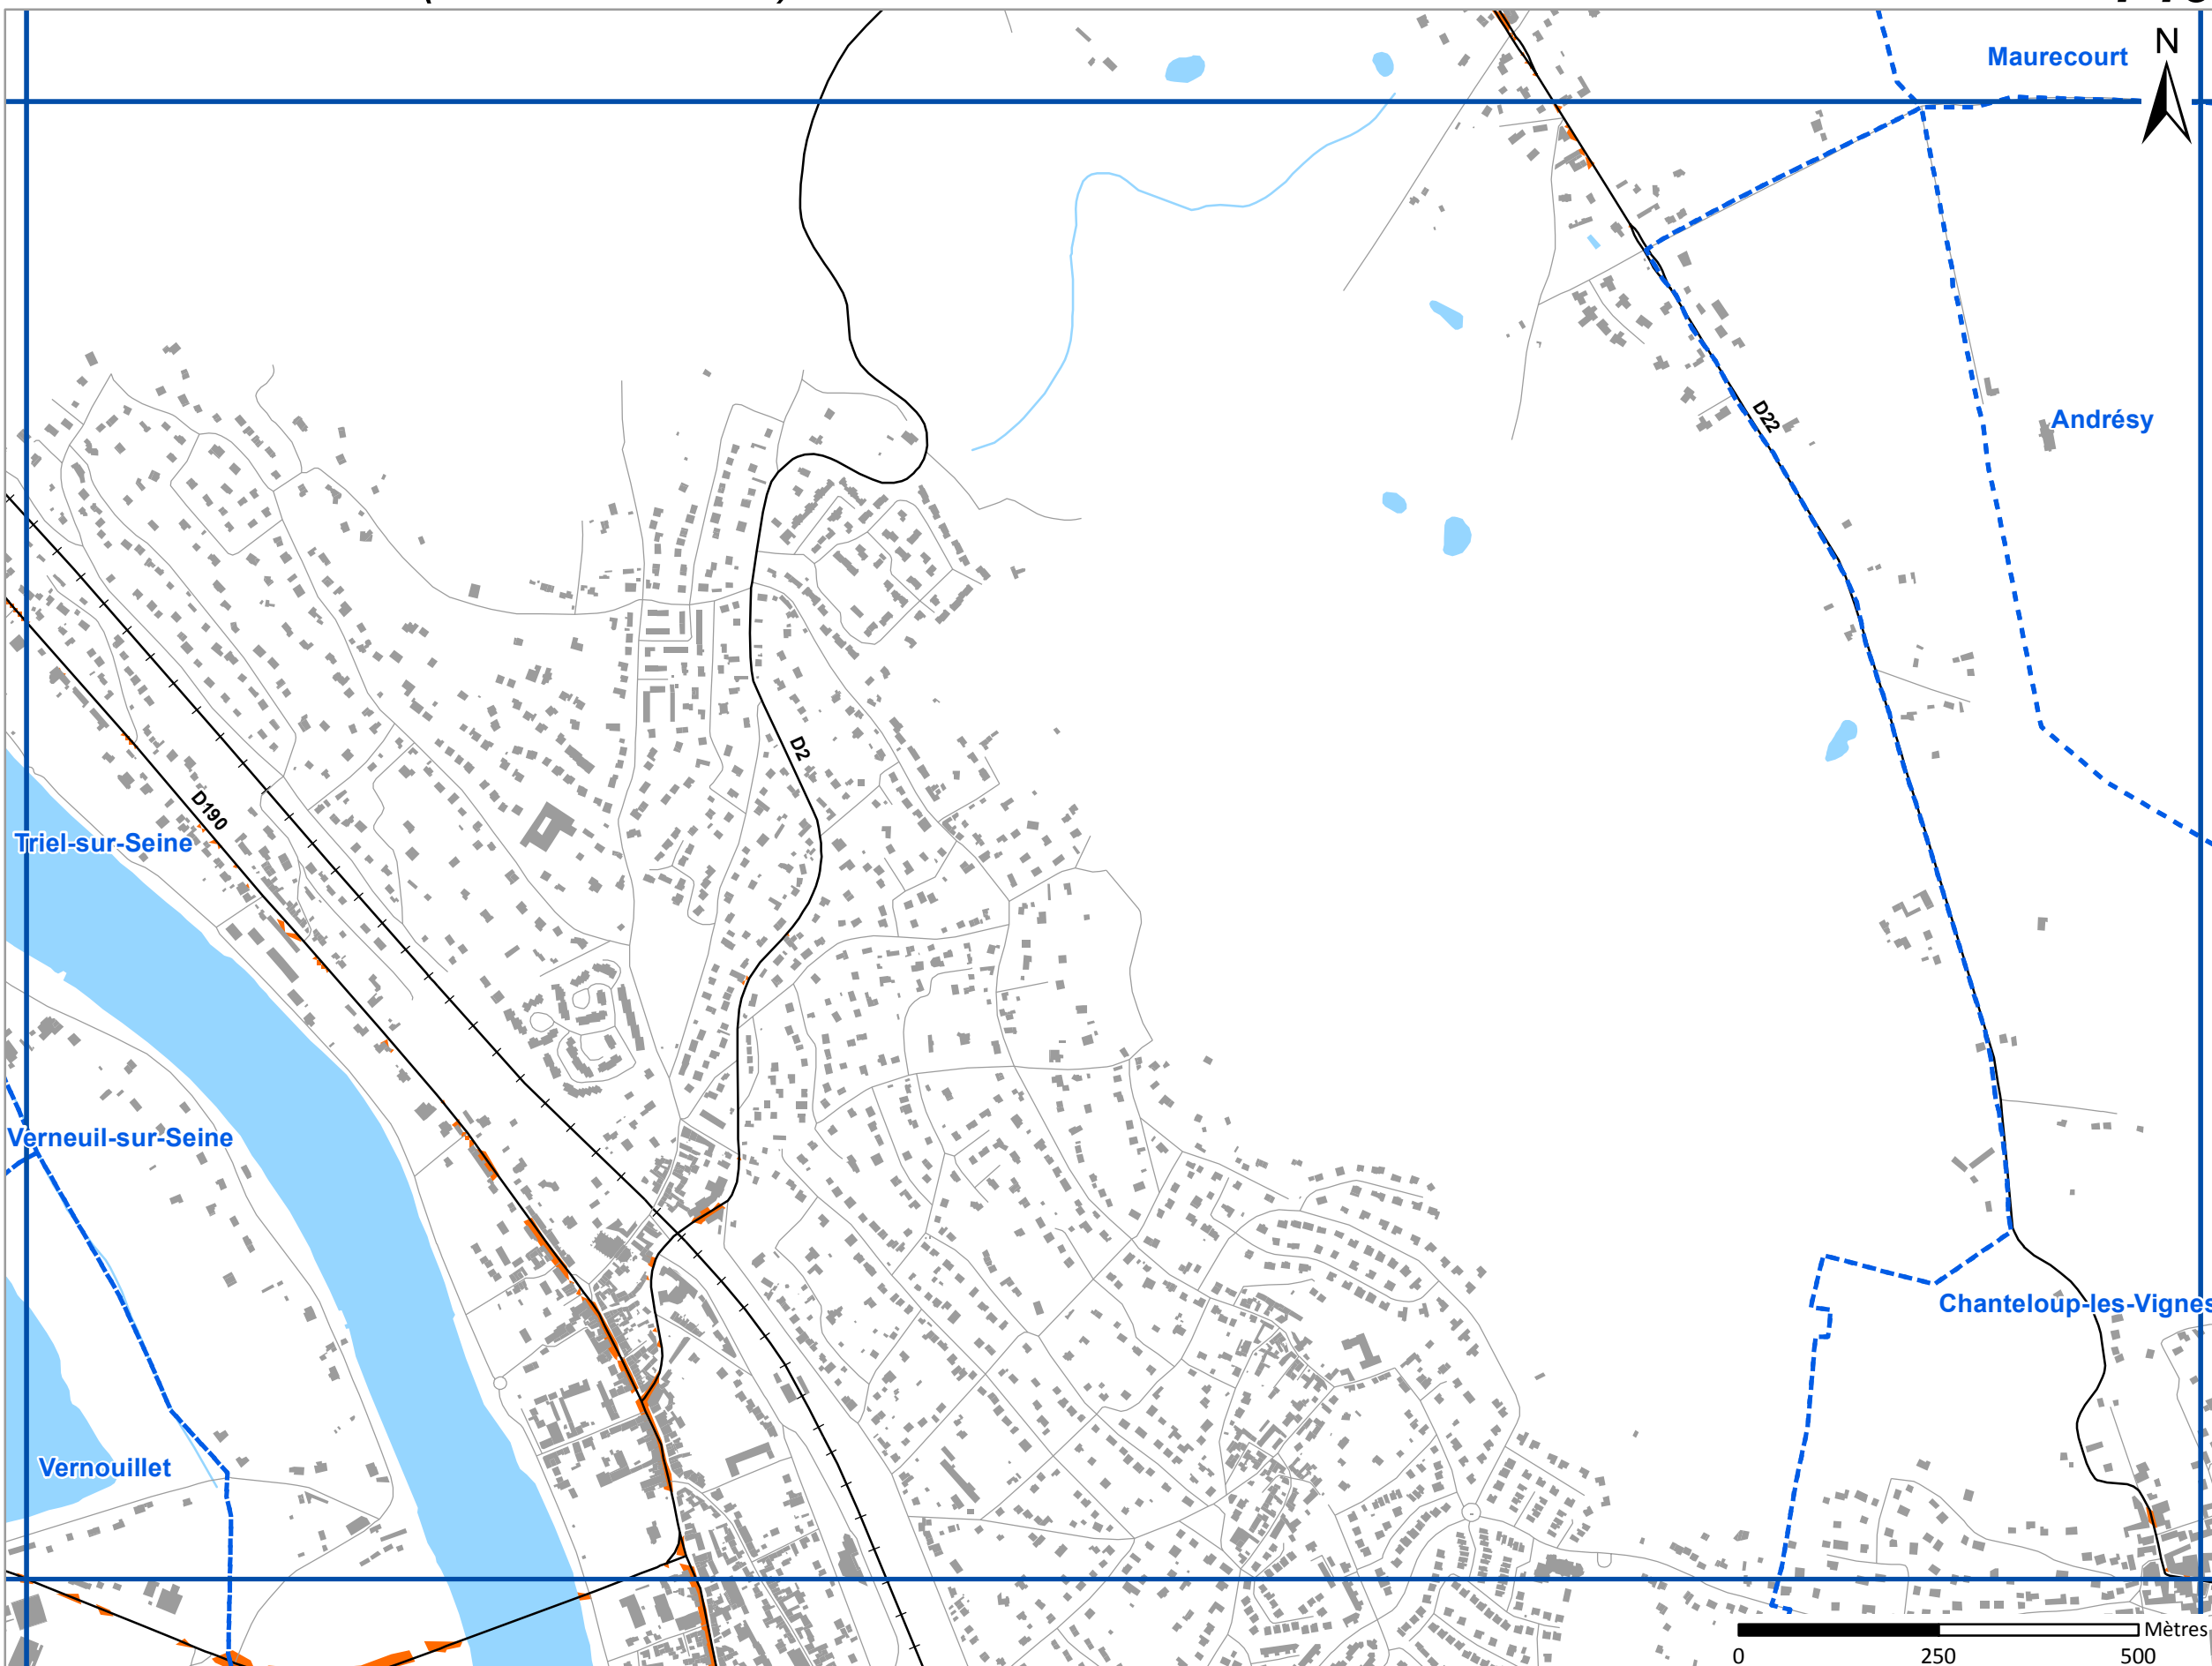 N
Maurecourt
Andrésy
D22
D2
D190
Triel-sur-Seine
Verneuil-sur-Seine
Chanteloup-les-Vignes
Vernouillet
Mètres
0 250 500